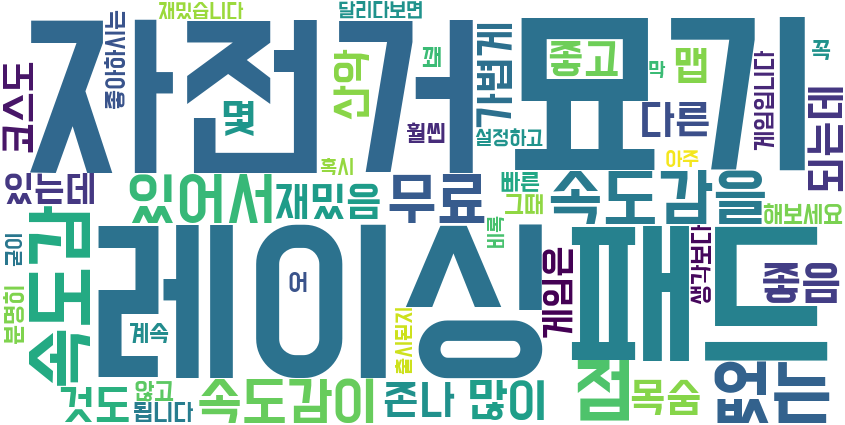 재밌습니다
달리다보면
자전거
묘기
좋아하시는
코스도
몇
산악
꽤
훨씬
가볍게
설정하고
좋고
막
맵
다른
아주
게임입니다
꼭
되는데
혹시
있는데
있어서
재밌음
무료
빠른
그때
속도감을
해보세요
굳이
분명히
속도감
레이싱
어
계속
출시된지
비록
게임은
패드
생각보다
좋음
것도
않고
됩니다
속도감이
존나
많이
점
목숨
없는